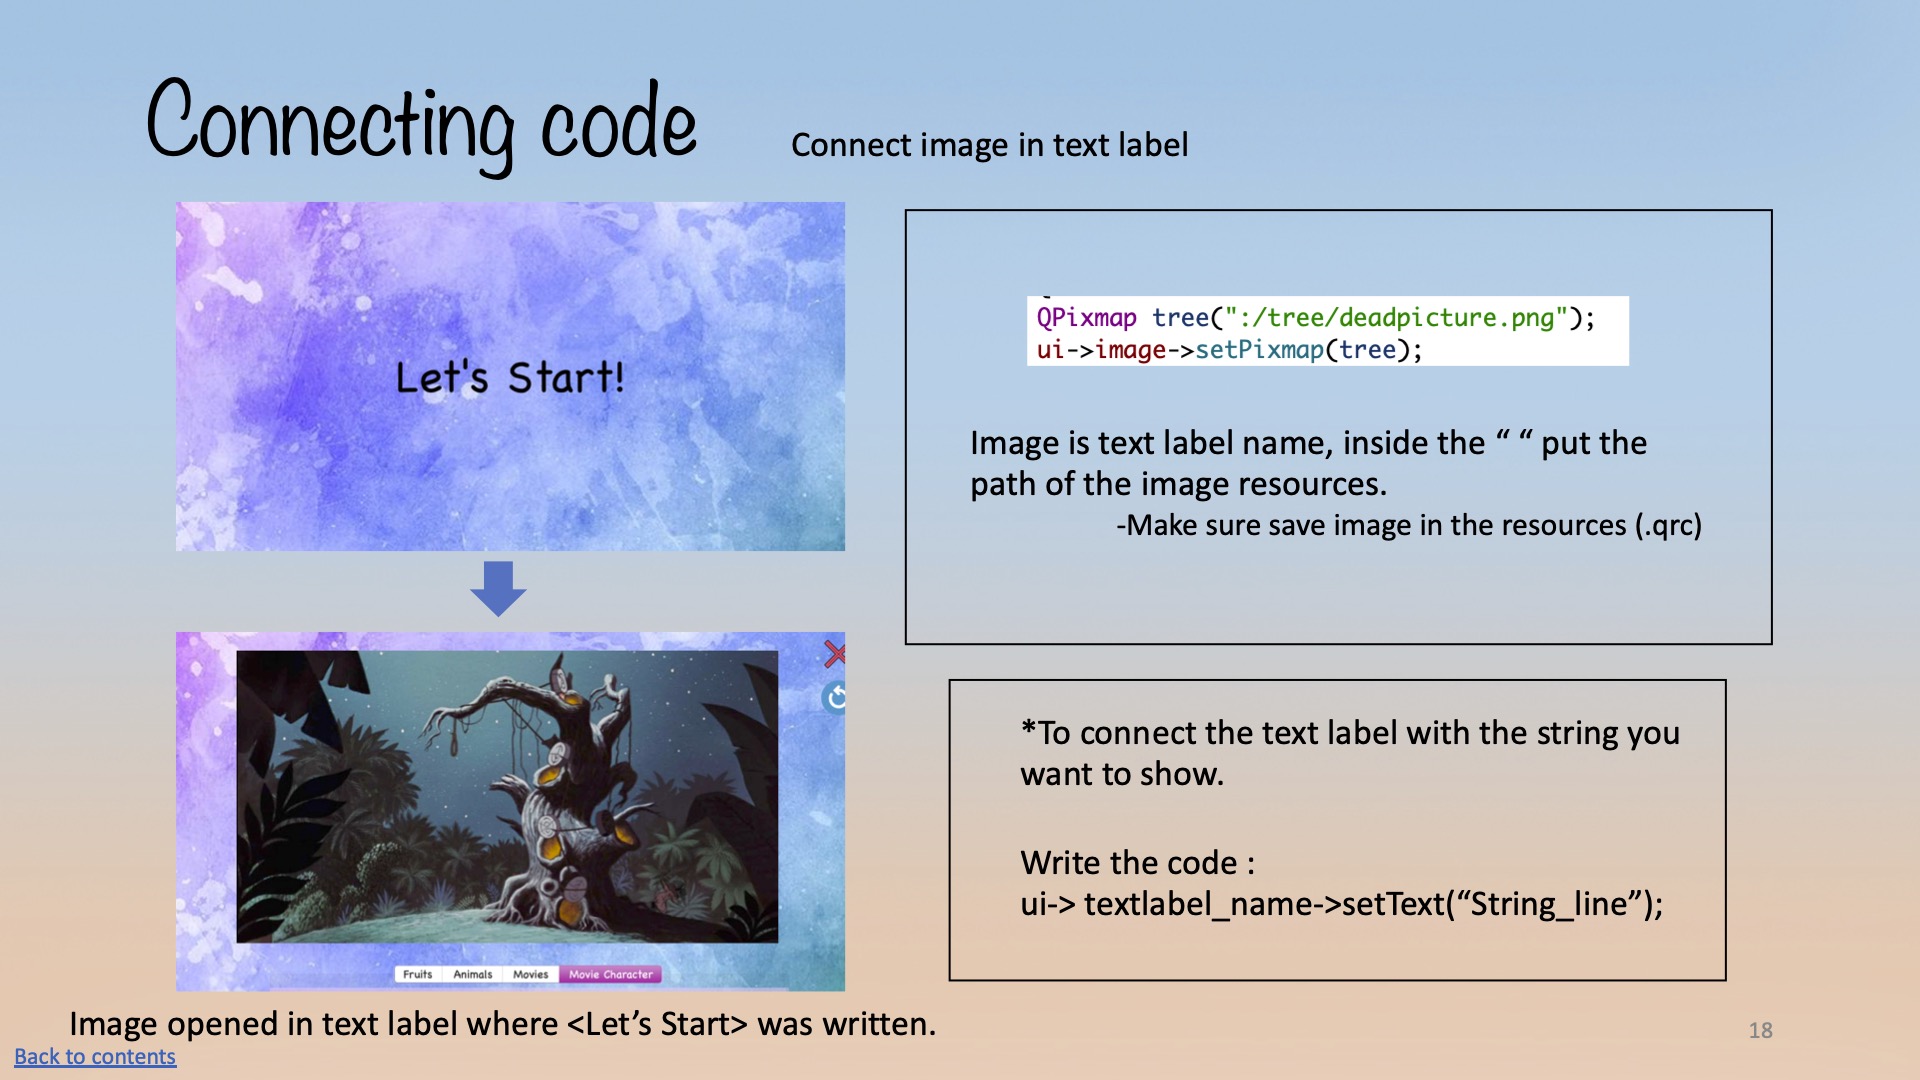 Connecting code
Connect image in text label
Let's Start!
QPixmap tree(":/tree/deadpicture.png");
ui->image->setPixmap(tree);
Image is text label name, inside the “ “ put the
path of the image resources.
-Make sure save image in the resources (.qrc)
Fruits Animals Movies Movie Character
*To connect the text label with the string you
want to show.
Write the code :
ui-> textlabel_name->setText(“String_line”);
Image opened in text label where <Let’s Start> was written.
Back to contents
18